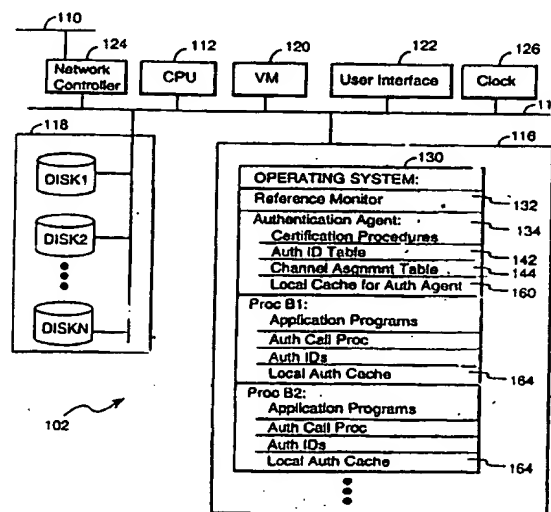 110
124
112
120
122
126
Network Controller
CPU
VM
User Interface
Clock
118
116
130
DISK1
DISK2
DISKN
102
OPERATING SYSTEM:
Reference Monitor
132
Authentication Agent:
134
Certification Procedures
Auth ID Table
142
Channel Asgnmnt Table
144
Local Cache for Auth Agent
160
Proc B1:
Application Programs
Auth Call Proc
Auth IDs
Local Auth Cache
164
Proc B2:
Application Programs
Auth Call Proc
Auth IDs
Local Auth Cache
164